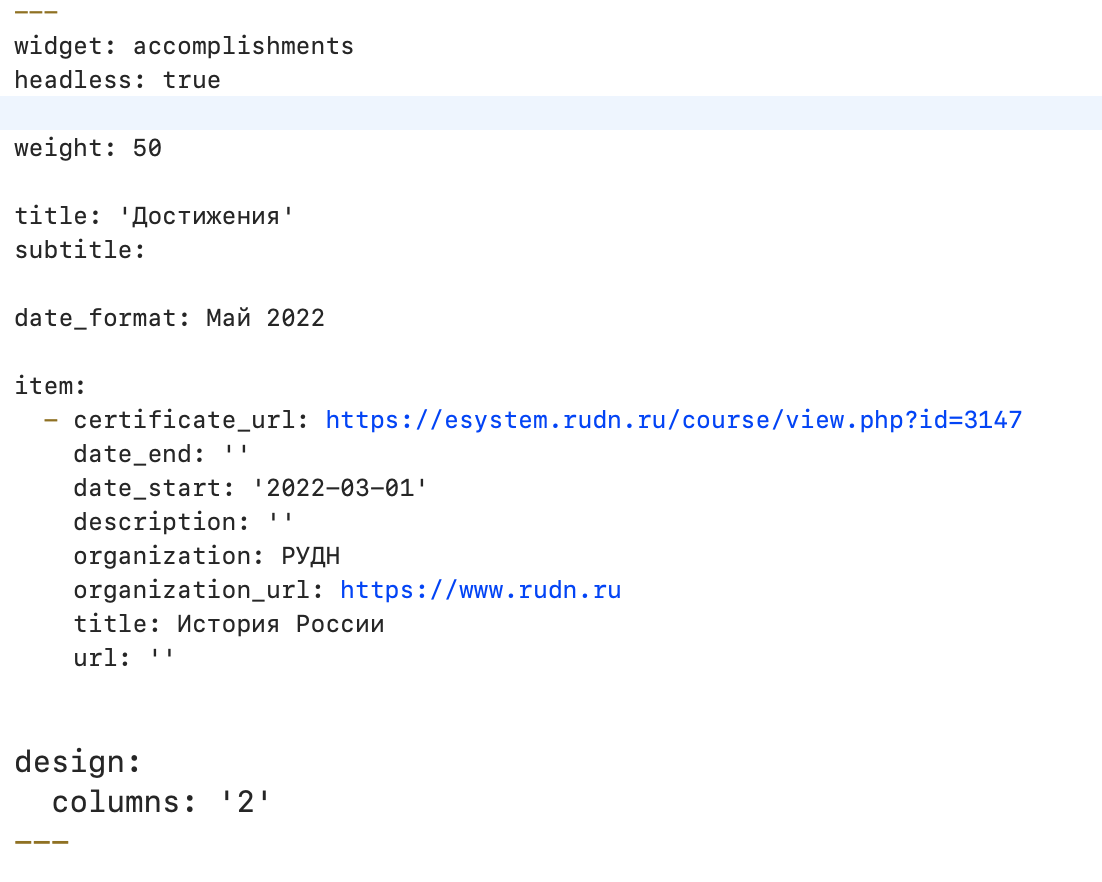 ---
widget: accomplishments
headless: true
weight: 50
title: 'Достижения'
subtitle:
date_format: Май 2022
item:
  - certificate_url: https://esystem.rudn.ru/course/view.php?id=3147
    date_end: ''
    date_start: '2022-03-01'
    description: ''
    organization: РУДН
    organization_url: https://www.rudn.ru
    title: История России
    url: ''
design:
  columns: '2'
---